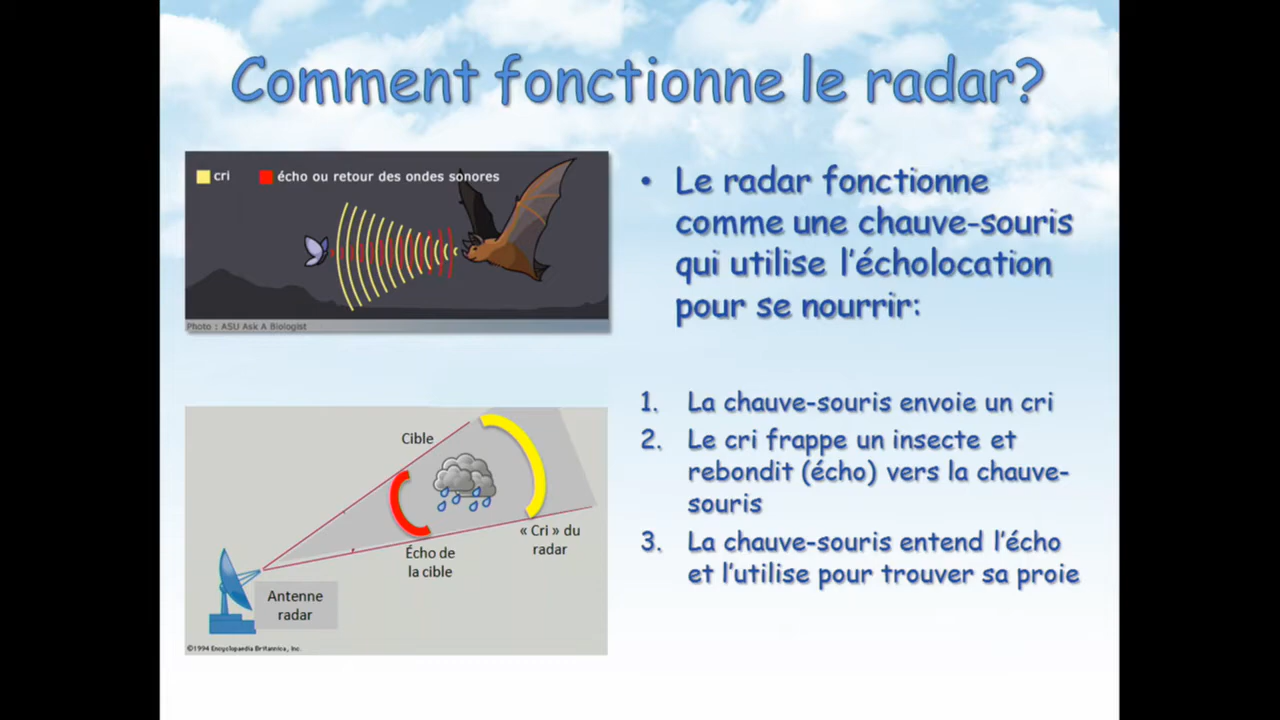 Comment fonctionne le radar?
cri
écho ou retour des ondes sonores
Photo : ASU Ask A Biologist
• Le radar fonctionne
comme une chauve-souris
qui utilise l'écholocation
pour se nourrir:
Cible
« Cri » du
radar
Écho de
la cible
Antenne
radar
©1994 Encyclopaedia Britannica, Inc.
1. La chauve-souris envoie un cri
2. Le cri frappe un insecte et
rebondit (écho) vers la chauve-
souris
3. La chauve-souris entend l'écho
et l'utilise pour trouver sa proie